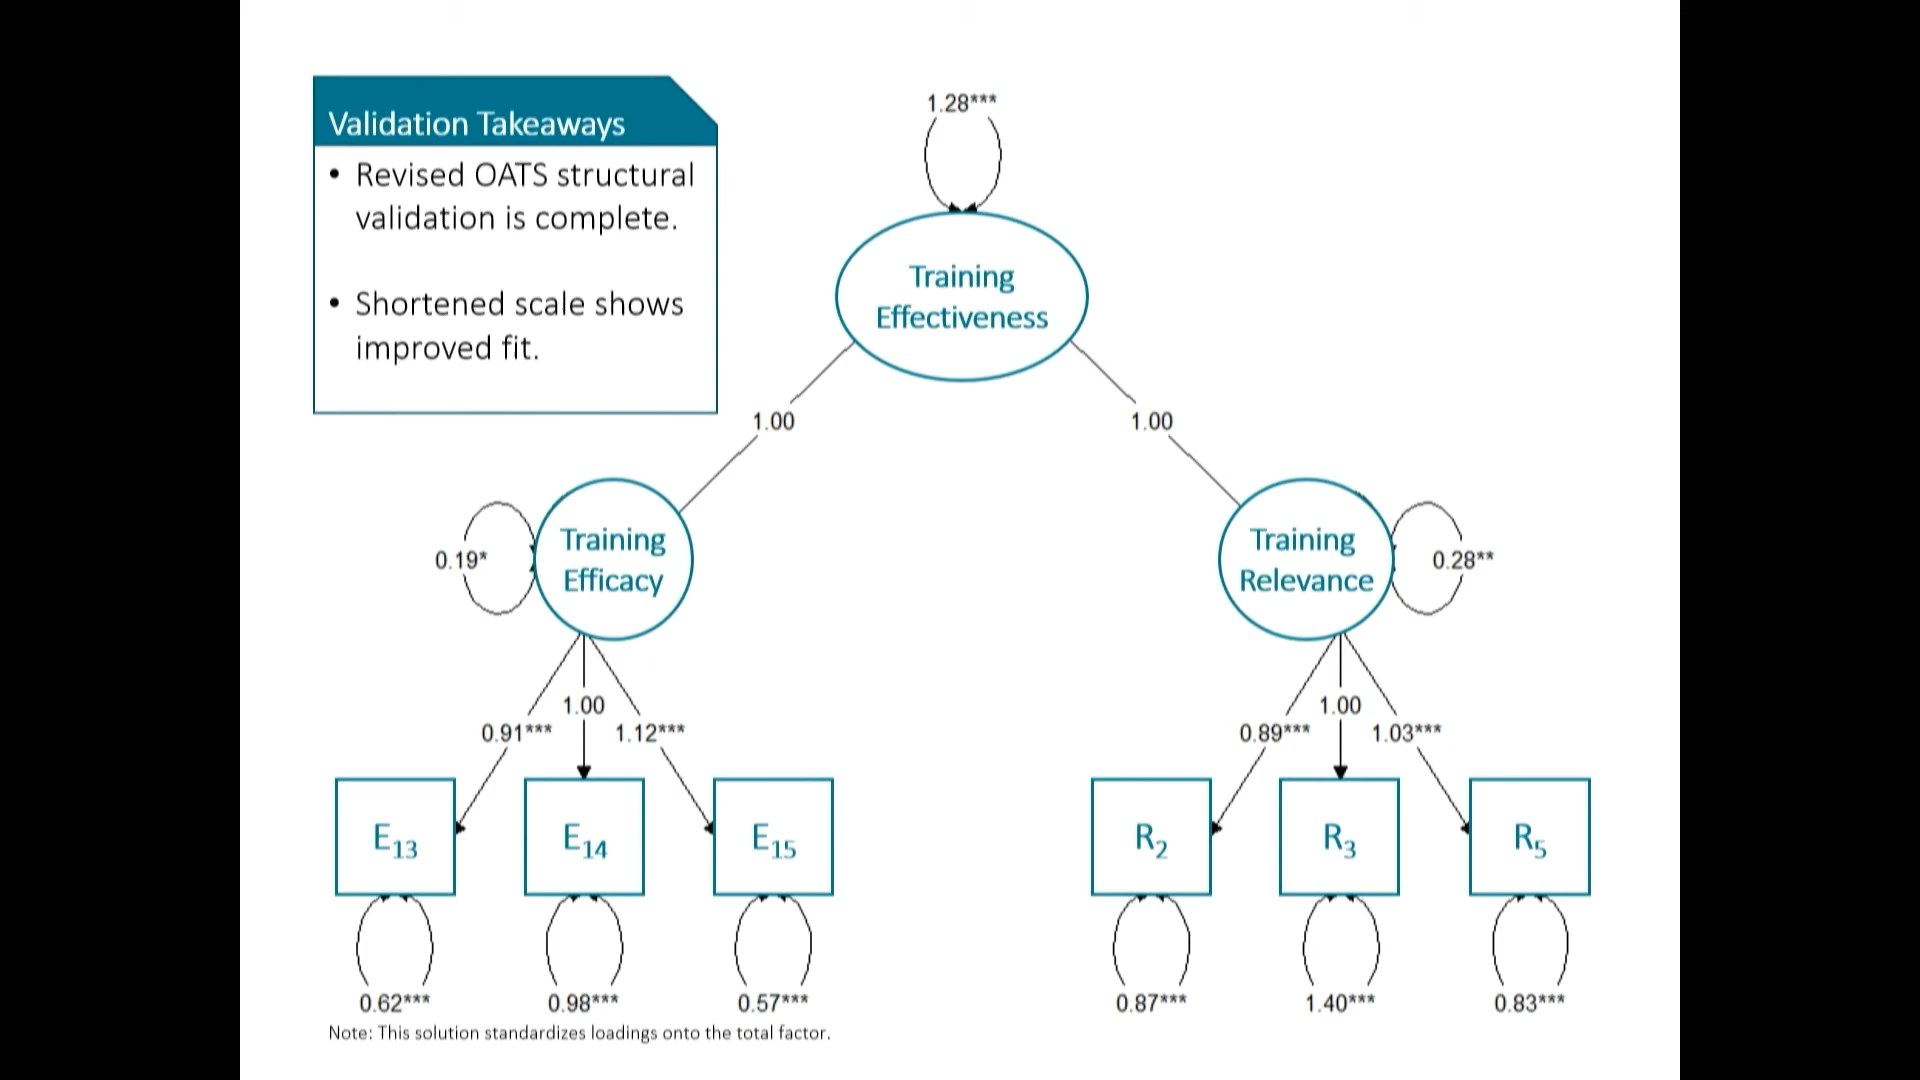 Validation Takeaways
• Revised OATS structural
validation is complete.
• Shortened scale shows
improved fit.
1.28***
Training
Effectiveness
1.00
1.00
Training
Efficacy
0.19*
Training
Relevance
0.28**
0.91***
1.00
1.12***
0.89***
1.00
1.03***
E13
E14
E15
R2
R3
R5
0.62***
0.98***
0.57***
0.87***
1.40***
0.83***
Note: This solution standardizes loadings onto the total factor.